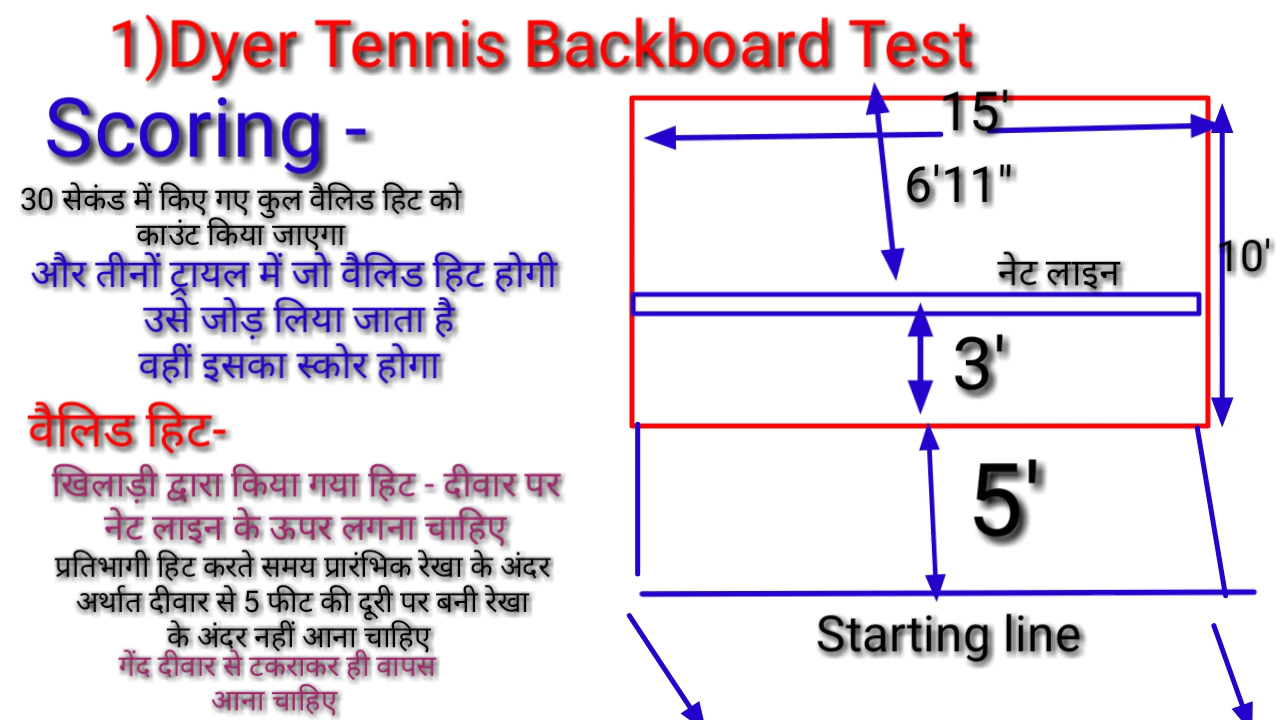 1)Dyer Tennis Backboard Test
Scoring -
30 सेकंड में किए गए कुल वैलिड हिट को
काउंट किया जाएगा
और तीनों ट्रायल में जो वैलिड हिट होगी
उसे जोड़ लिया जाता है
वहीं इसका स्कोर होगा
वैलिड हिट-
खिलाड़ी द्वारा किया गया हिट - दीवार पर
नेट लाइन के ऊपर लगना चाहिए
प्रतिभागी हिट करते समय प्रारंभिक रेखा के अंदर
अर्थात दीवार से 5 फीट की दूरी पर बनी रेखा
के अंदर नहीं आना चाहिए
गेंद दीवार से टकराकर ही वापस
आना चाहिए
15'
6'11"
नेट लाइन
10'
3'
5'
Starting line